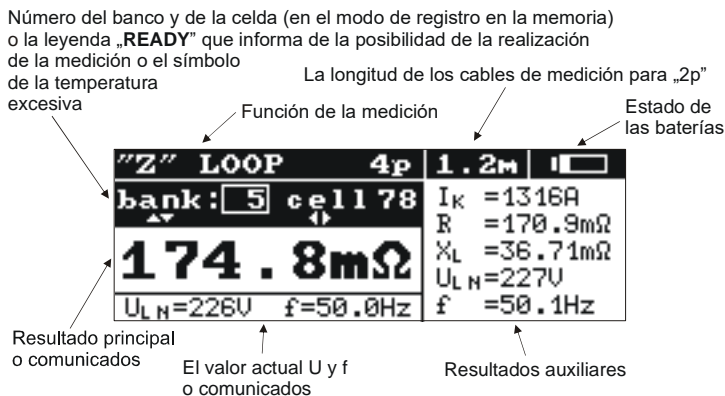 Número del banco y de la celda (en el modo de registro en la memoria)
o la leyenda „READY” que informa de la posibilidad de la realización
de la medición o el símbolo
de la temperatura
excesiva
La longitud de los cables de medición para „2p”
Función de la medición
Estado de
las baterías
"Z" LOOP 4p 1.2m
bank: 5 cell 78
174.8mΩ
U_LN=226V f=50.0Hz
I_K =1316A
R =170.9mΩ
X_L =36.71mΩ
U_LN=227V
f =50.1Hz
Resultado principal
o comunicados
El valor actual U y f
o comunicados
Resultados auxiliares